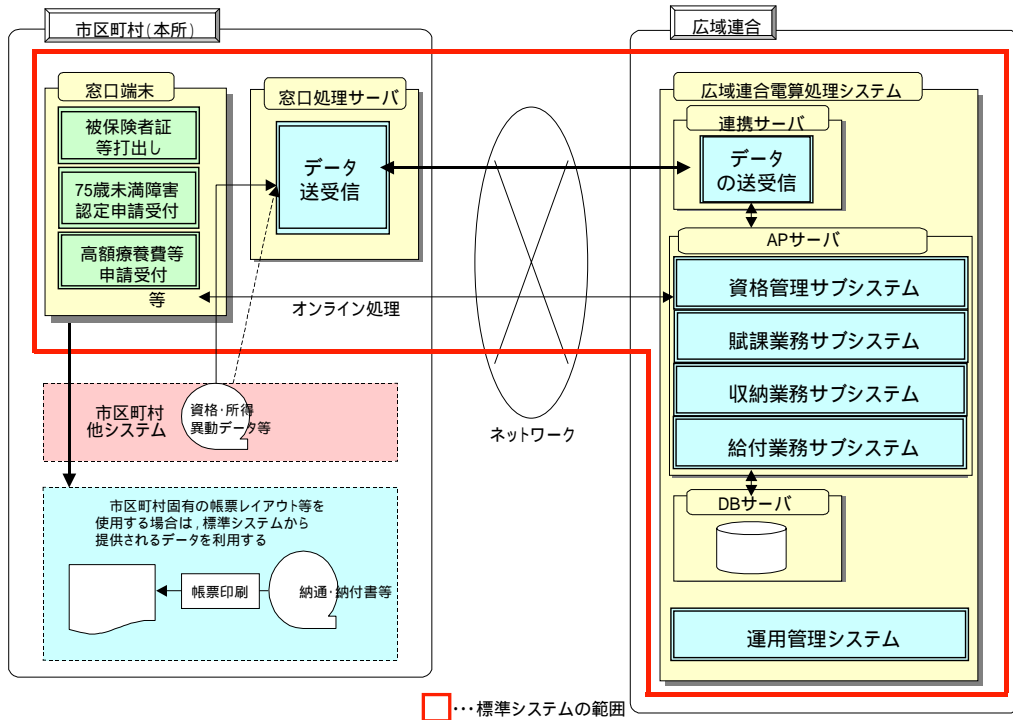 市区町村(本所)
窓口端末
被保険者証
等打出し
75歳未満障害
認定申請受付
高額療養費等
申請受付
等
窓口処理サーバ
データ
送受信
オンライン処理
市区町村
他システム
資格・所得
異動データ等
市区町村固有の帳票レイアウト等を
使用する場合は,標準システムから
提供されるデータを利用する
帳票印刷
納通・納付書等
ネットワーク
広域連合
広域連合電算処理システム
連携サーバ
データ
の送受信
APサーバ
資格管理サブシステム
賦課業務サブシステム
収納業務サブシステム
給付業務サブシステム
DBサーバ
運用管理システム
・・・標準システムの範囲